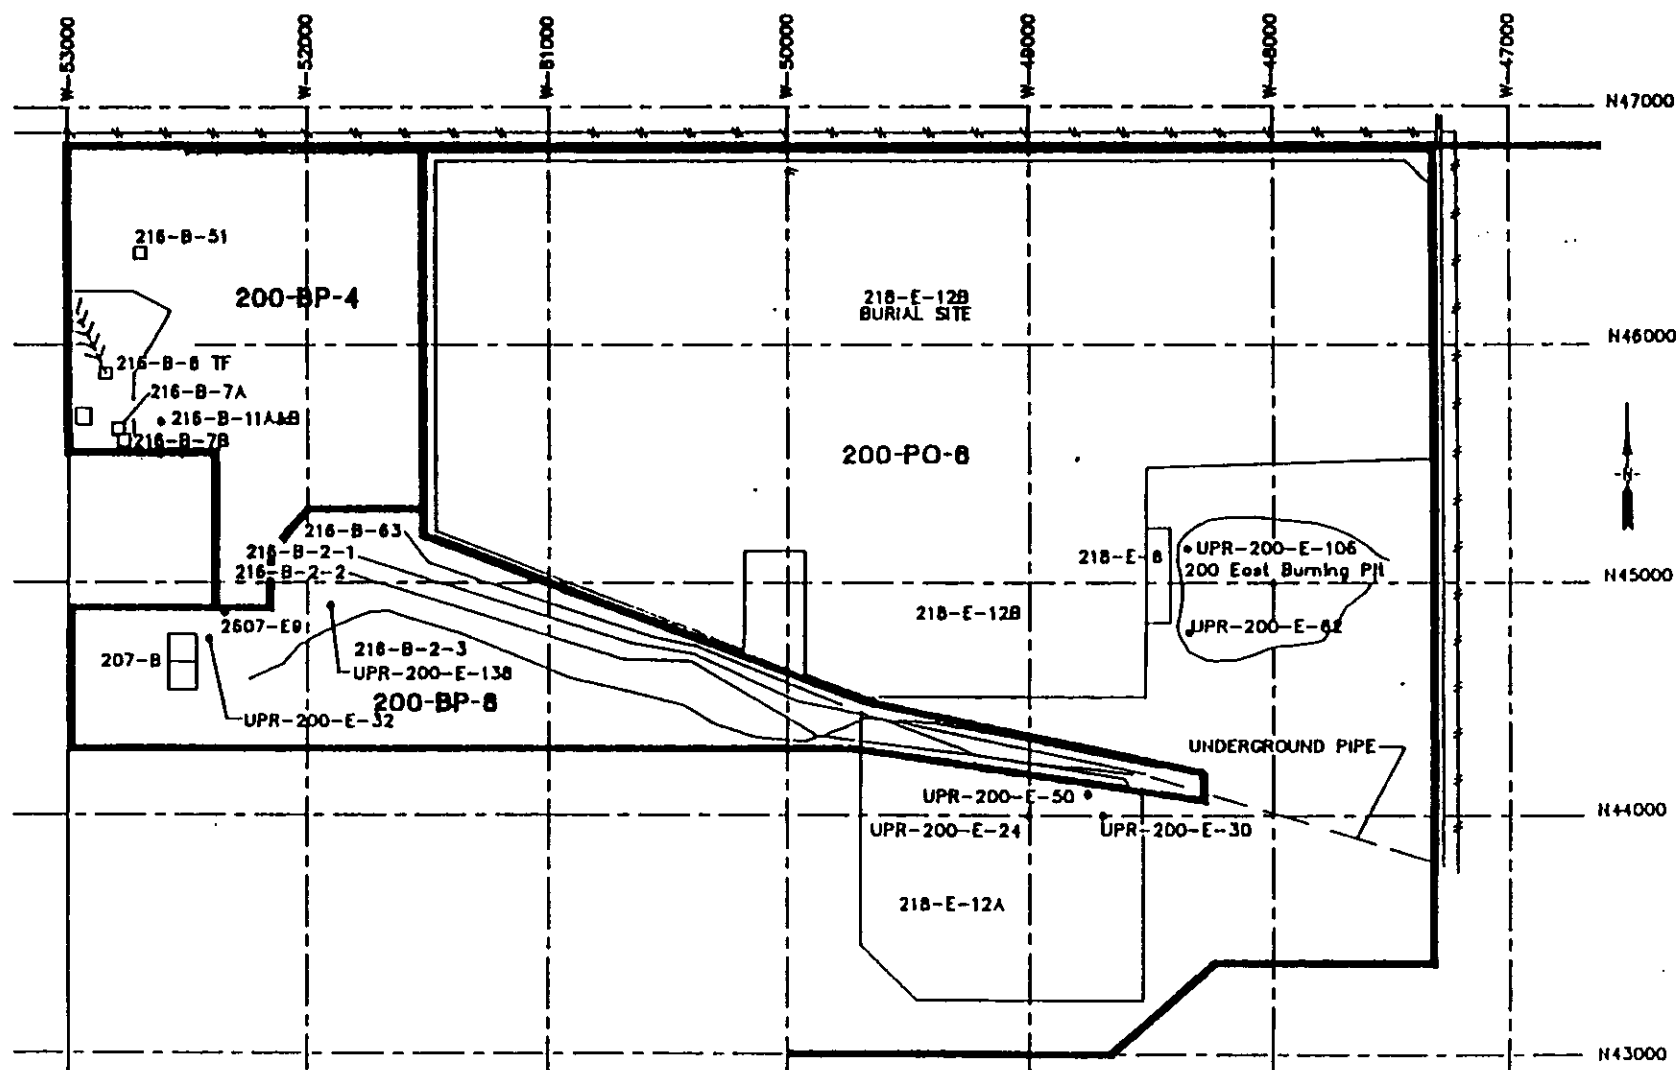 W-53000
W-52000
W-51000
W-50000
W-49000
W-48000
W-47000
N47000
216-B-51
200-BP-4
218-E-12B
BURIAL SITE
N46000
216-B-8 TF
216-B-7A
216-B-11A&B
216-B-7B
200-PO-6
-N-
216-B-63
216-B-2-1
216-B-2-2
218-E-8
UPR-200-E-106
200 East Burning Pit
N45000
218-E-12B
2607-E9
UPR-200-E-62
207-B
216-B-2-3
UPR-200-E-138
200-BP-8
UPR-200-E-32
UNDERGROUND PIPE
UPR-200-E-50
N44000
UPR-200-E-24
UPR-200-E-30
218-E-12A
N43000